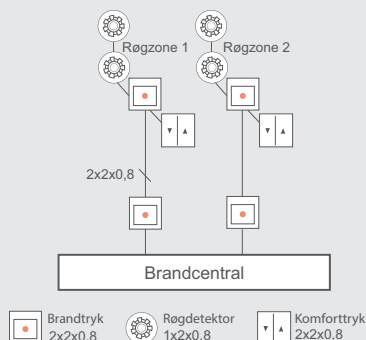 Røgzone 1
Røgzone 2
2x2x0,8
Brandcentral
Brandtryk
2x2x0,8
Røgdetektor
1x2x0,8
Komforttryk
2x2x0,8